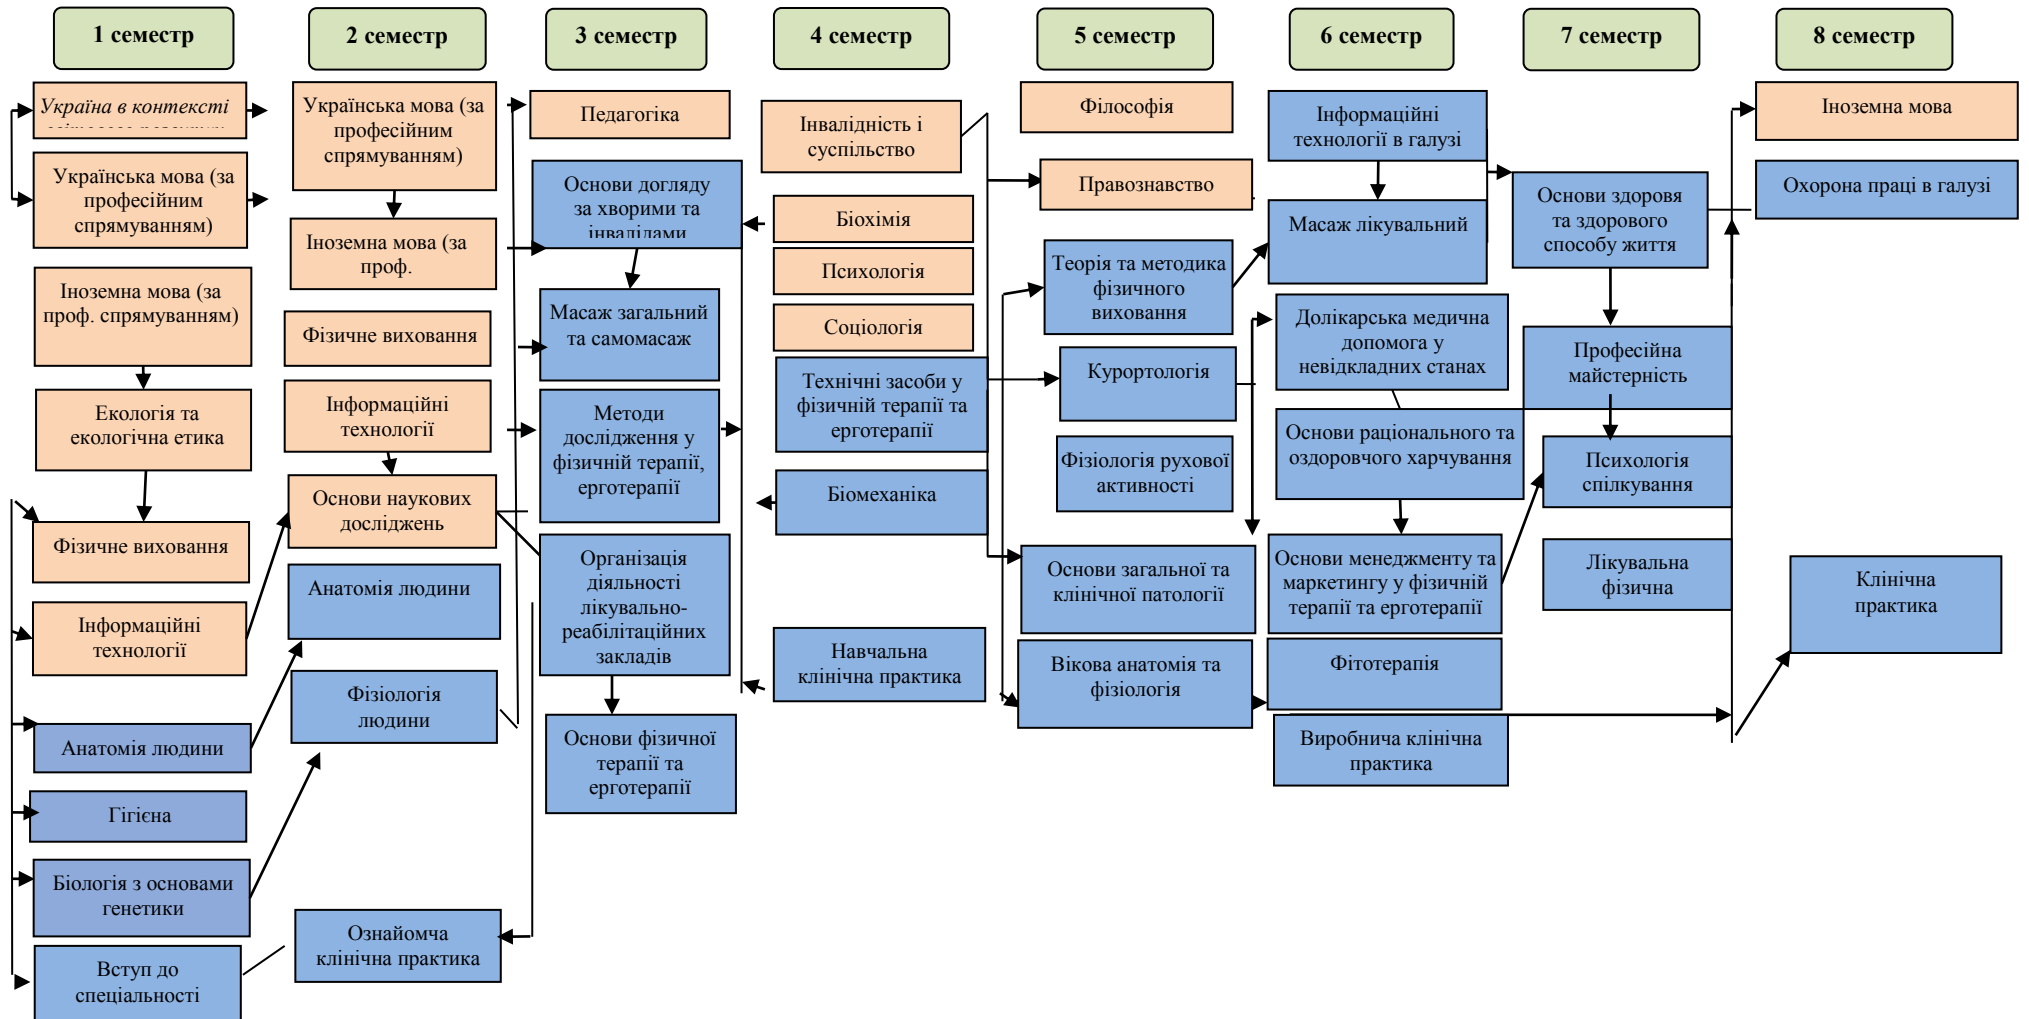 1 семестр
2 семестр
3 семестр
4 семестр
5 семестр
6 семестр
7 семестр
8 семестр
Україна в контексті
Українська мова (за
професійним
спрямуванням)
Іноземна мова (за
проф. спрямуванням)
Екологія та
екологічна етика
Фізичне виховання
Інформаційні
технології
Анатомія людини
Гігієна
Біологія з основами
генетики
Вступ до
спеціальності
Українська мова (за
професійним
спрямуванням)
Іноземна мова (за
проф.
Фізичне виховання
Інформаційні
технології
Основи наукових
досліджень
Анатомія людини
Фізіологія
людини
Ознайомча
клінічна практика
Педагогіка
Основи догляду
за хворими та
інвалідами
Масаж загальний
та самомасаж
Методи
дослідження у
фізичній терапії,
ерготерапії
Організація
діяльності
лікувально-
реабілітаційних
закладів
Основи фізичної
терапії та
ерготерапії
Інвалідність і
суспільство
Біохімія
Психологія
Соціологія
Технічні засоби у
фізичній терапії та
ерготерапії
Біомеханіка
Навчальна
клінічна практика
Філософія
Правознавство
Теорія та методика
фізичного
виховання
Курортологія
Фізіологія рухової
активності
Основи загальної та
клінічної патології
Вікова анатомія та
фізіологія
Інформаційні
технології в галузі
Масаж лікувальний
Долікарська медична
допомога у
невідкладних станах
Основи раціонального та
оздоровчого харчування
Основи менеджменту та
маркетингу у фізичній
терапії та ерготерапії
Фітотерапія
Виробнича клінічна
практика
Основи здоровя
та здорового
способу життя
Професійна
майстерність
Психологія
спілкування
Лікувальна
фізична
Іноземна мова
Охорона праці в галузі
Клінічна
практика